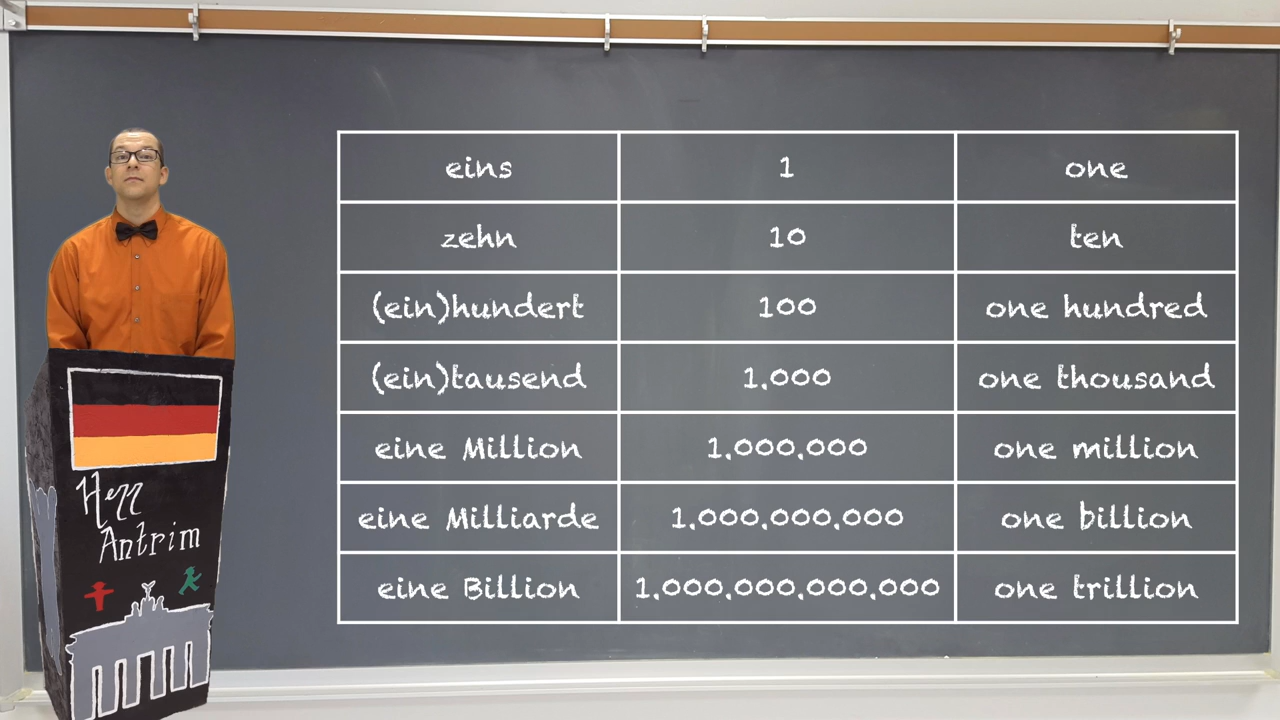 eins 1 one
zehn 10 ten
(ein)hundert 100 one hundred
(ein)tausend 1.000 one thousand
eine Million 1.000.000 one million
eine Milliarde 1.000.000.000 one billion
eine Billion 1.000.000.000.000 one trillion
Herr
Antrim